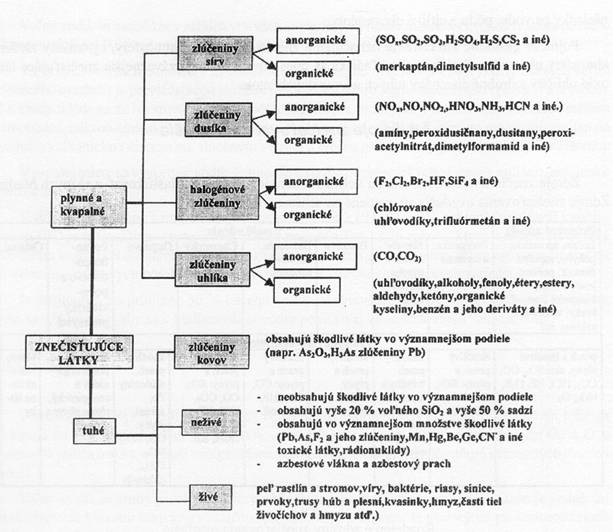 zlúčeniny síry
anorganické
(SOₓ,SO₂,SO₃,H₂SO₄,H₂S,CS₂ a iné)
organické
(merkaptán,dimetylsulfid a iné)
zlúčeniny dusíka
anorganické
(NOₓ,NO,NO₂,HNO₃,NH₃,HCN a iné.)
organické
(amíny,peroxidusičnany,dusitany,peroxi-
acetylnitrát,dimetylformamid a iné)
plynné a kvapalné
halogénové zlúčeniny
anorganické
(F₂,Cl₂,Br₂,HF,SiF₄ a iné)
organické
(chlórované
uhľovodíky,trifluórmetán a iné)
zlúčeniny uhlíka
anorganické
(CO,CO₂)
organické
(uhľovodíky,alkoholy,fenoly,étery,estery,
aldehydy,ketóny,organické
kyseliny,benzén a jeho deriváty a iné)
ZNEČISŤUJÚCE
LÁTKY
zlúčeniny kovov
obsahujú škodlivé látky vo významnejšom podiele
(napr. As₂O₃,H₃As zlúčeniny Pb)
tuhé
neživé
- neobsahujú škodlivé látky vo významnejšom podiele
- obsahujú vyše 20 % voľného SiO₂ a vyše 50 % sadzí
- obsahujú vo významnejšom množstve škodlivé látky
(Pb,As,F₂ a jeho zlúčeniny,Mn,Hg,Be,Ge,CN⁻ a iné
toxické látky,rádionuklidy)
- azbestové vlákna a azbestový prach
živé
peľ rastlín a stromov,víry, baktérie, riasy, sinice,
prvoky,trusy húb a plesní,kvasinky,hmyz,časti tiel
živočíchov a hmyzu atď.)